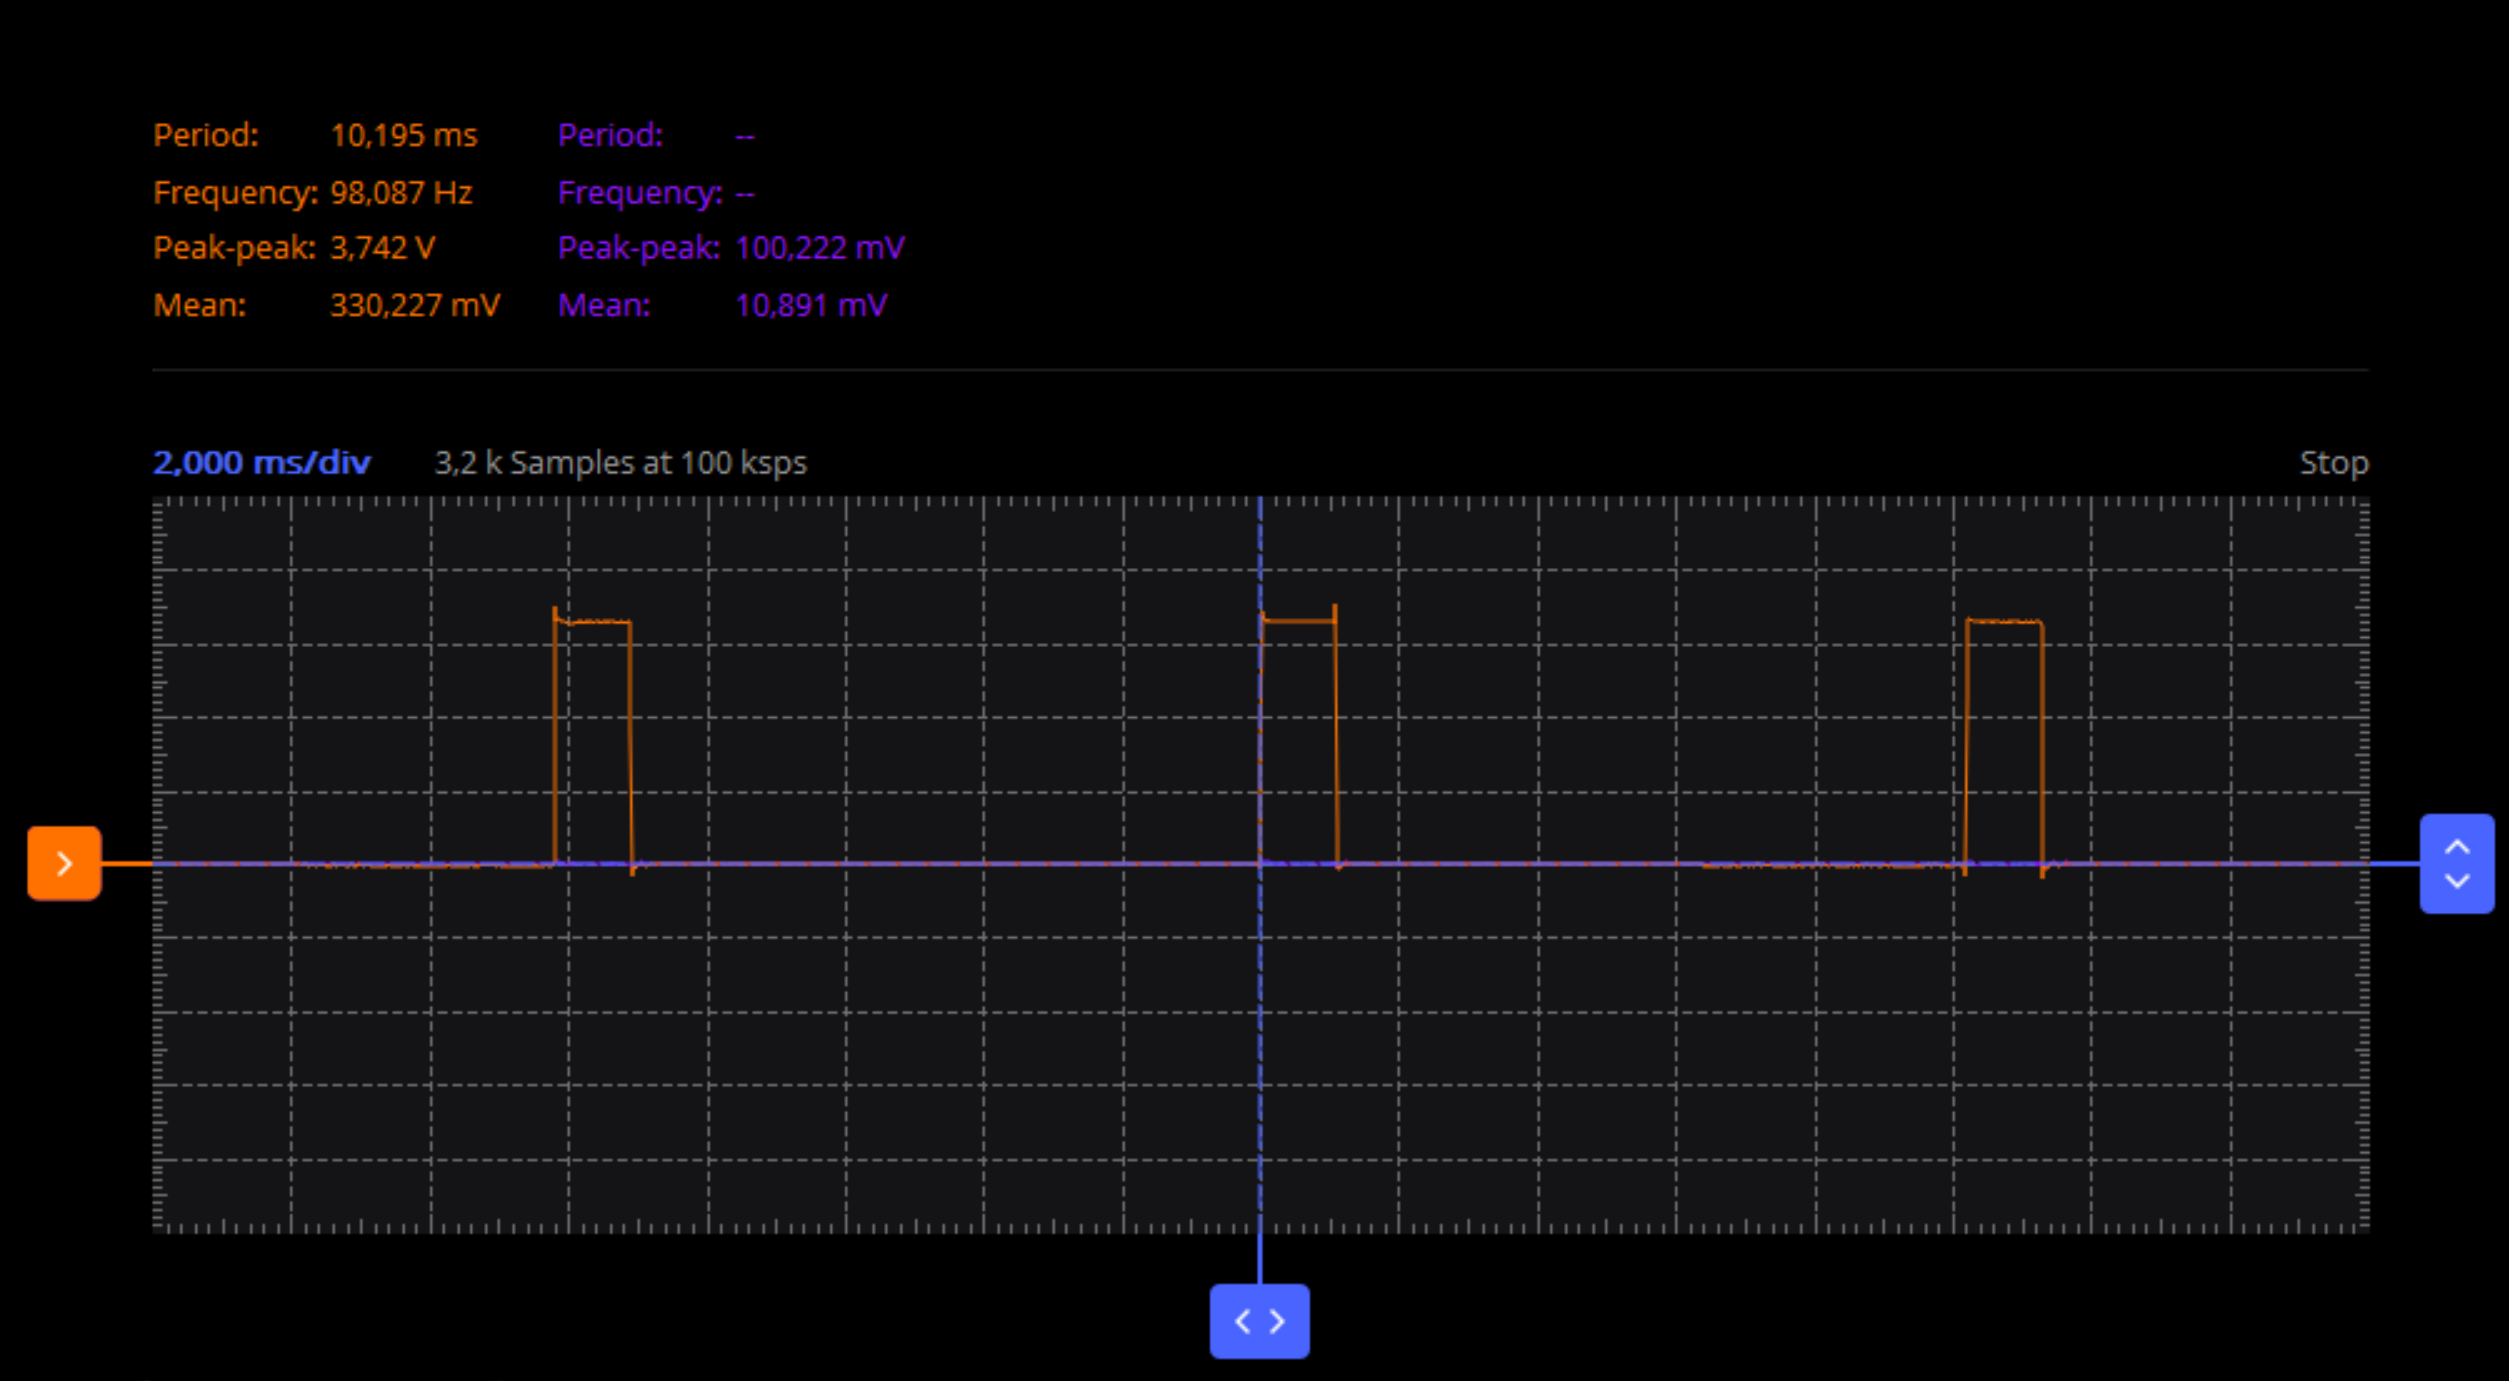 Period: 10,195 ms Period: --
Frequency: 98,087 Hz Frequency: --
Peak-peak: 3,742 V Peak-peak: 100,222 mV
Mean: 330,227 mV Mean: 10,891 mV
2,000 ms/div 3,2 k Samples at 100 ksps Stop